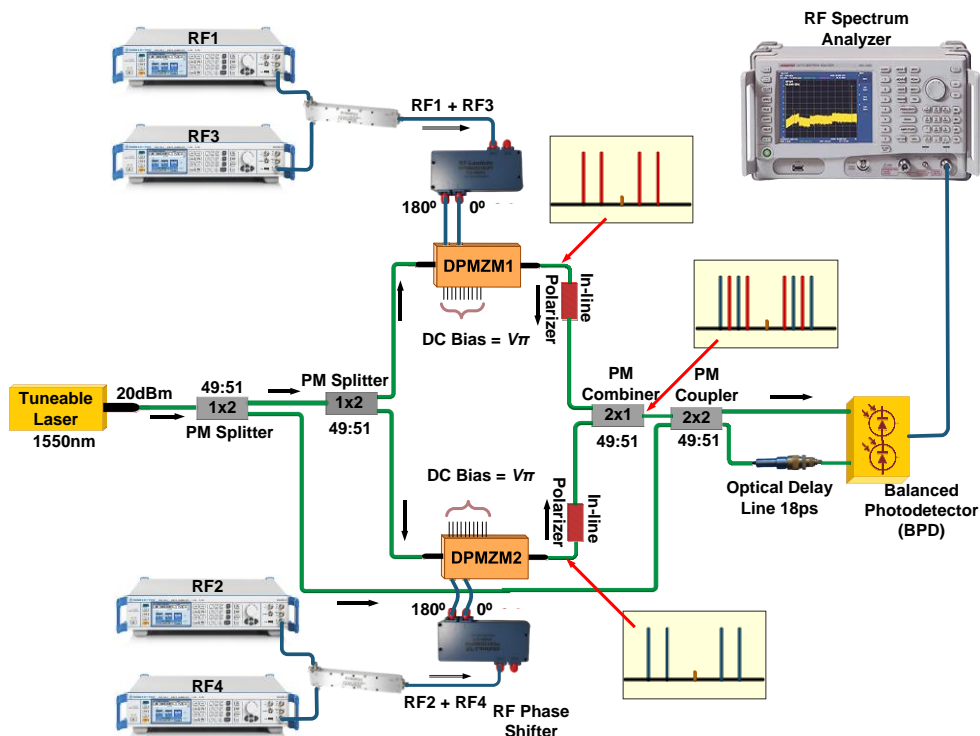 RF1
RF3
RF1 + RF3
180º 0º
DPMZM1
DC Bias = Vπ
In-line
Polarizer
RF Spectrum
Analyzer
Tuneable
Laser
1550nm
20dBm
49:51
1x2
PM Splitter
PM Splitter
1x2
49:51
PM
Combiner
2x1
49:51
PM
Coupler
2x2
49:51
Optical Delay
Line 18ps
Balanced
Photodetector
(BPD)
DC Bias = Vπ
In-line
Polarizer
DPMZM2
180º 0º
RF2
RF4
RF2 + RF4
RF Phase
Shifter